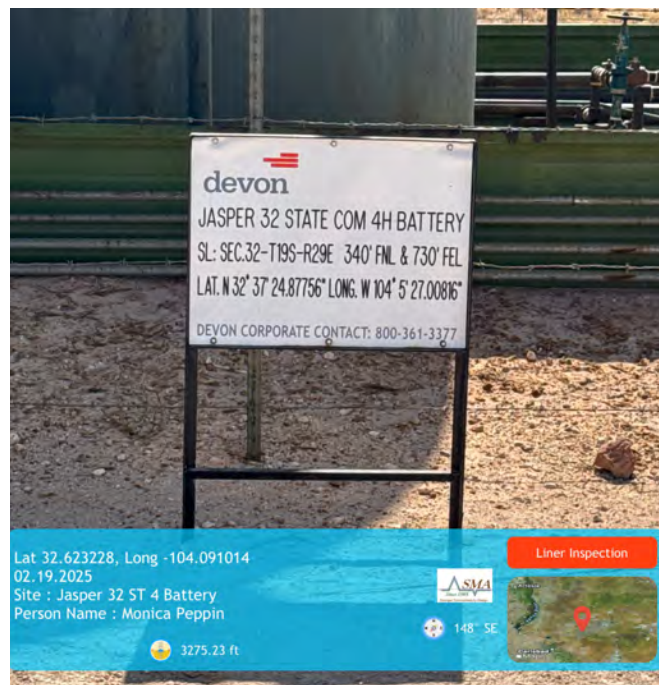 devon
JASPER 32 STATE COM 4H BATTERY
SL: SEC.32-T19S-R29E 340' FNL & 730' FEL
LAT. N 32° 37' 24.87756" LONG. W 104° 5' 27.00816"
DEVON CORPORATE CONTACT: 800-361-3377
Lat 32.623228, Long -104.091014
02.19.2025
Site : Jasper 32 ST 4 Battery
Person Name : Monica Peppin
3275.23 ft
SMA
148° SE
Liner Inspection